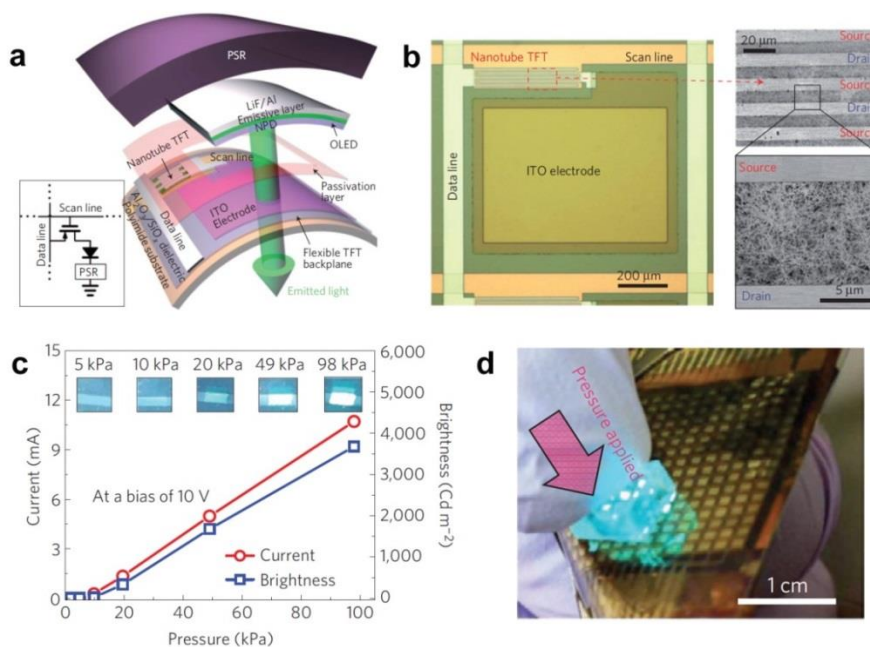 a
PSR
LiF/Al
Emissive layer
NPD
OLED
Nanotube TFT
Scan line
Passivation
layer
ITO
Electrode
Data line
Al2O3/SiOx dielectric
Polyimide substrate
Flexible TFT
backplane
Emitted light
Scan line
Data line
PSR
b
Nanotube TFT
Scan line
Data line
ITO electrode
200 μm
20 μm
Source
Drain
Source
Drain
Source
Source
Drain
5 μm
c
5 kPa 10 kPa 20 kPa 49 kPa 98 kPa
15
12
9
6
3
0
Current (mA)
6,000
5,000
4,000
3,000
2,000
1,000
0
Brightness (Cd m⁻²)
At a bias of 10 V
Current
Brightness
0 20 40 60 80 100
Pressure (kPa)
d
Pressure applied
1 cm